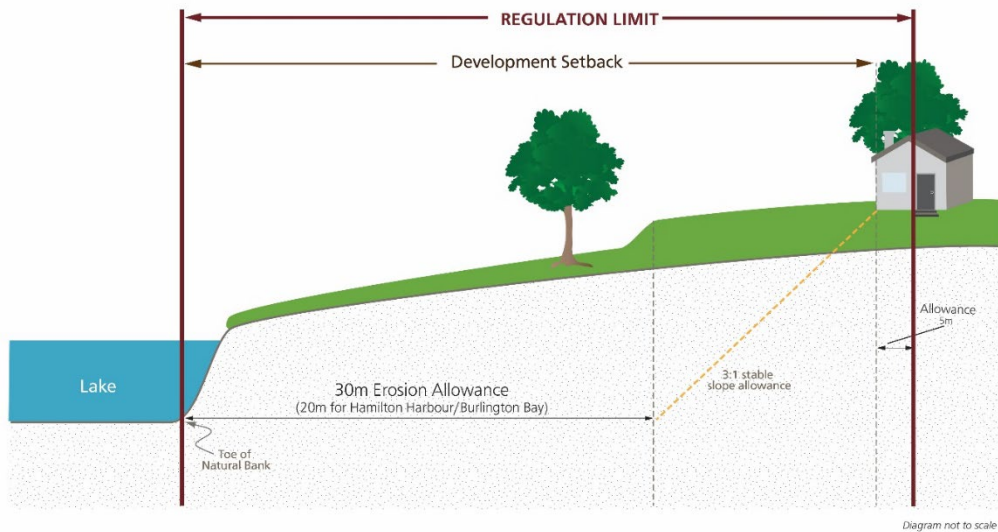 REGULATION LIMIT
Development Setback
Allowance
5m
Lake
30m Erosion Allowance
(20m for Hamilton Harbour/Burlington Bay)
3:1 stable
slope allowance
Toe of
Natural Bank
Diagram not to scale